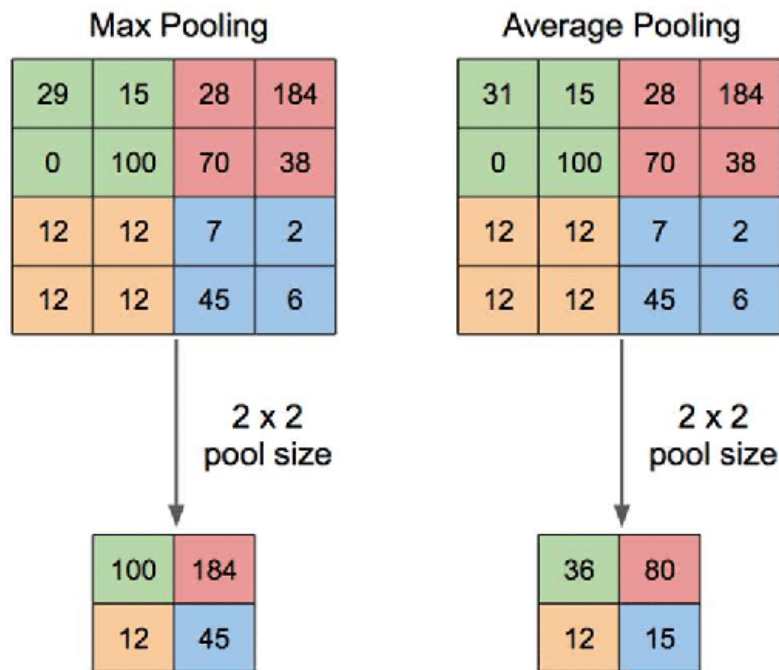 Max Pooling
29 15 28 184
0 100 70 38
12 12 7 2
12 12 45 6
2 x 2
pool size
100 184
12 45
Average Pooling
31 15 28 184
0 100 70 38
12 12 7 2
12 12 45 6
2 x 2
pool size
36 80
12 15